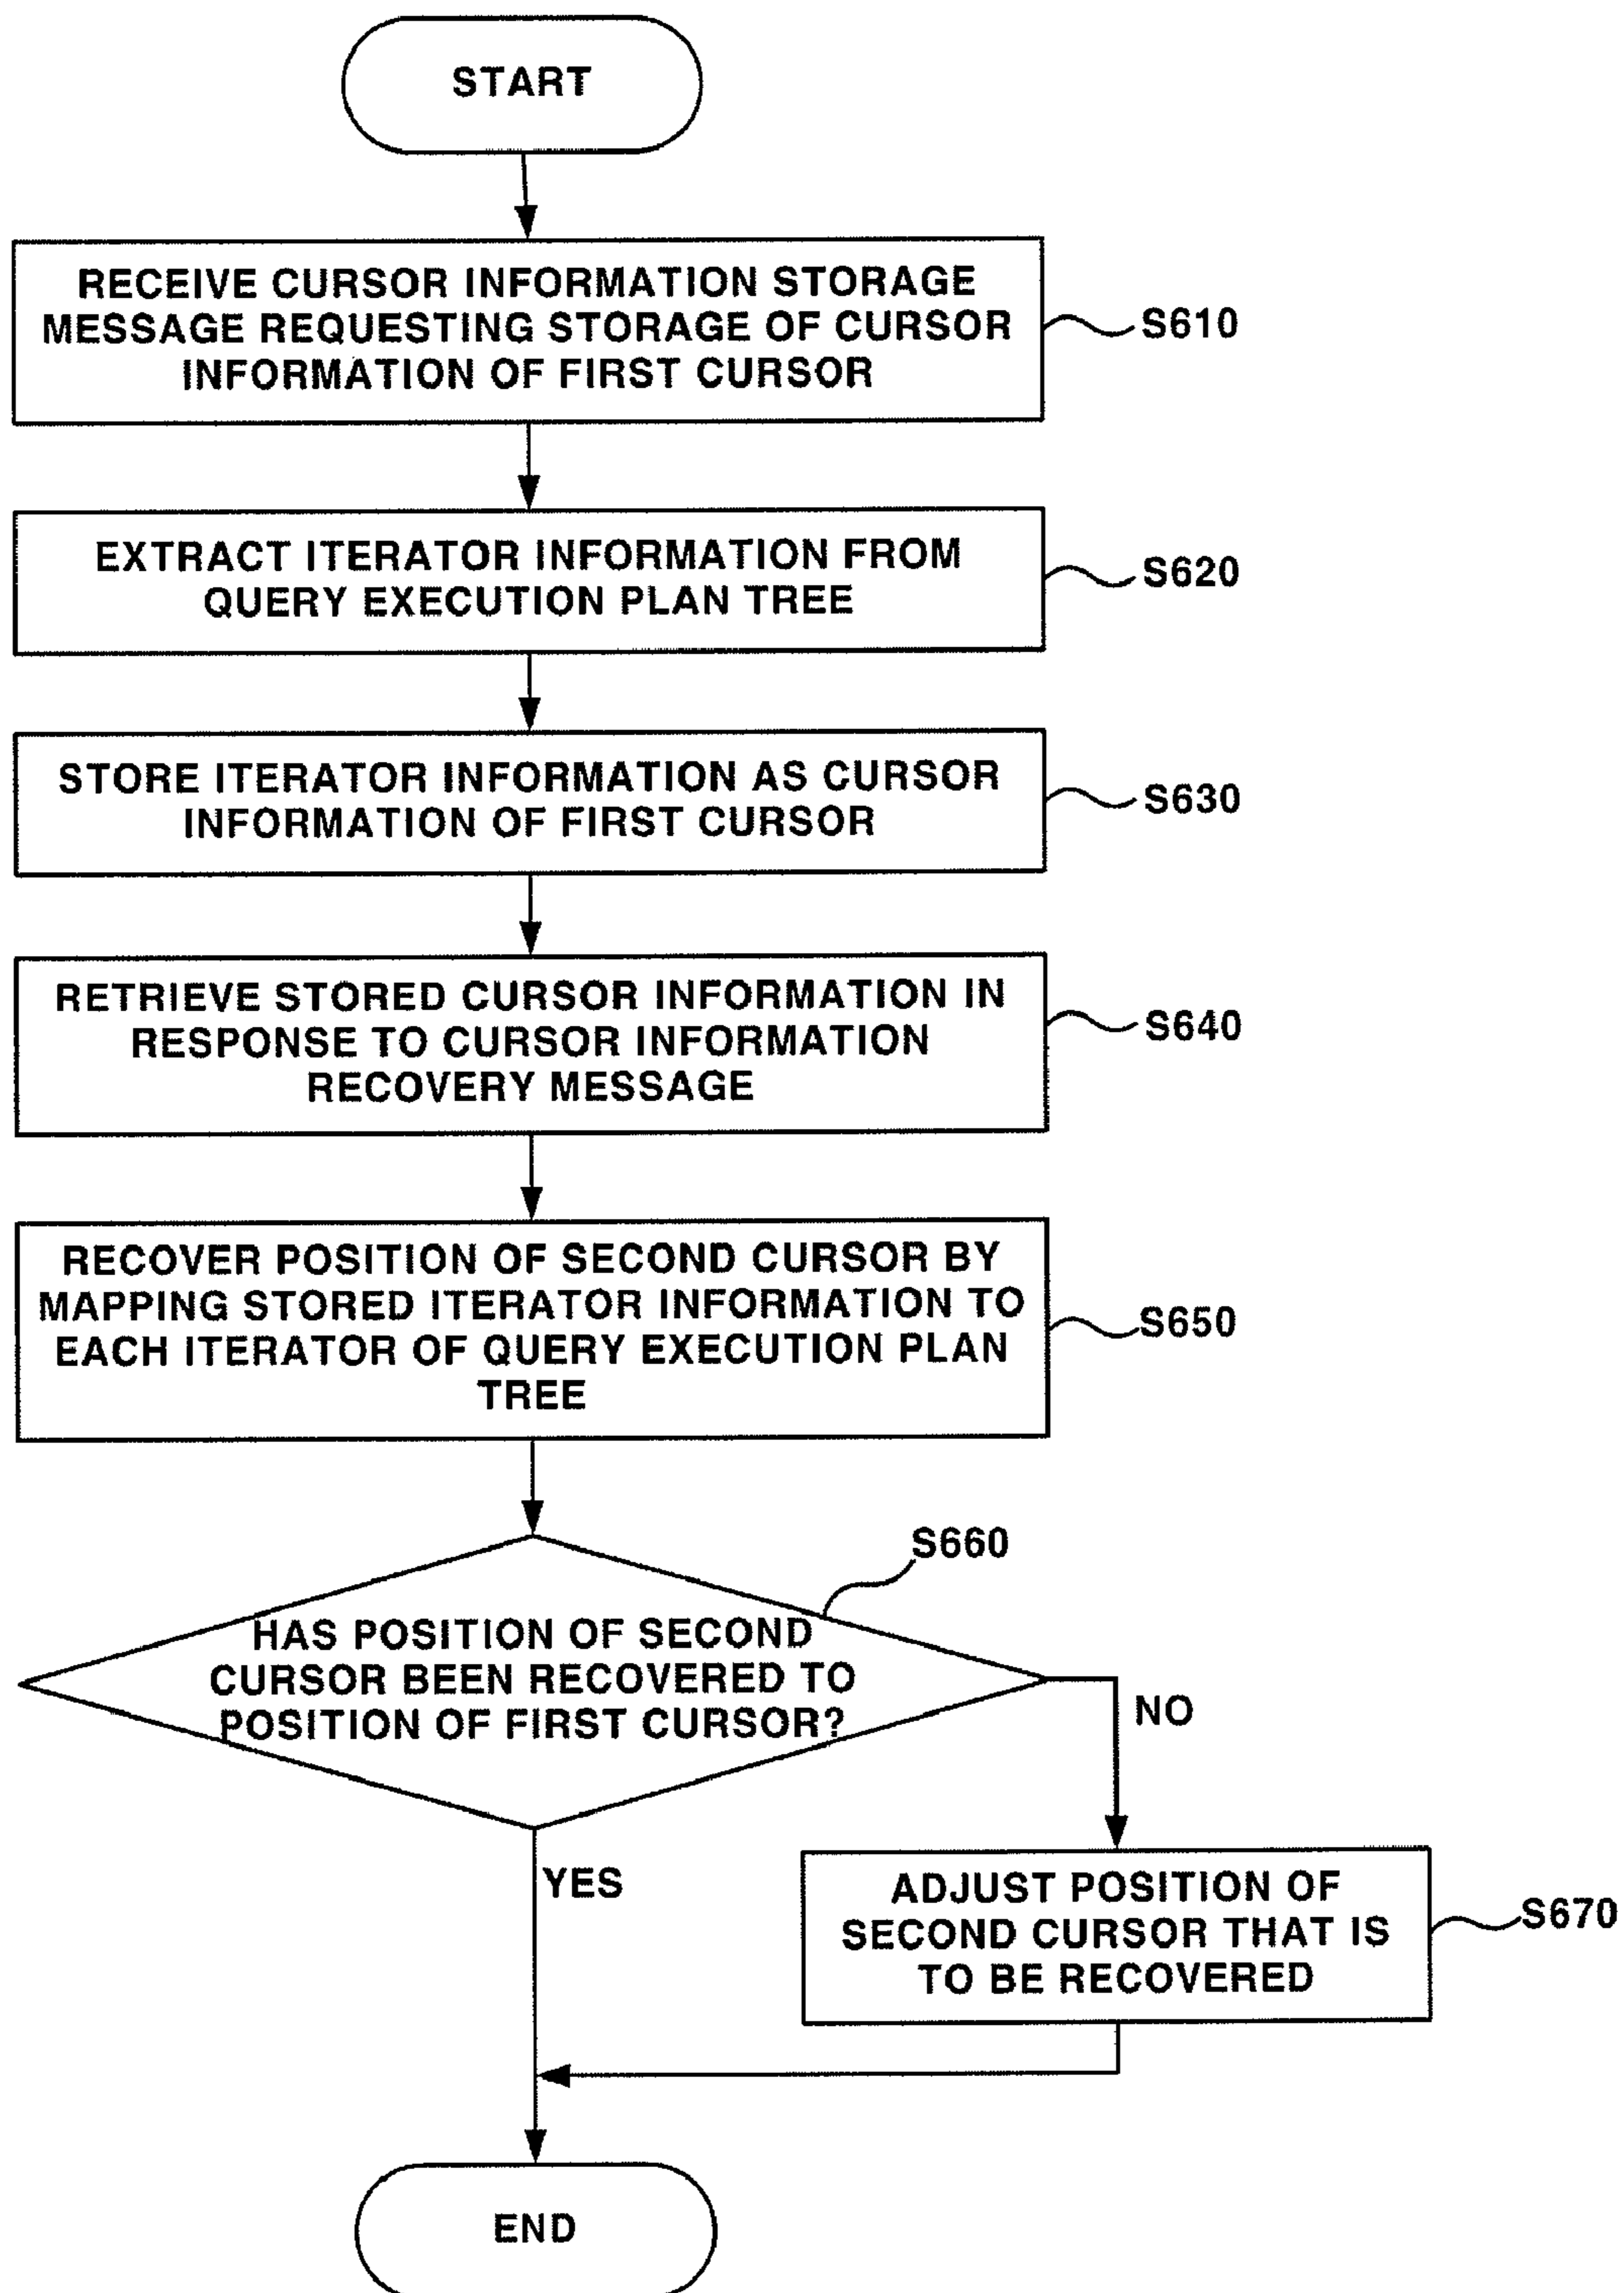 START
RECEIVE CURSOR INFORMATION STORAGE
MESSAGE REQUESTING STORAGE OF CURSOR
INFORMATION OF FIRST CURSOR
S610
EXTRACT ITERATOR INFORMATION FROM
QUERY EXECUTION PLAN TREE
S620
STORE ITERATOR INFORMATION AS CURSOR
INFORMATION OF FIRST CURSOR
S630
RETRIEVE STORED CURSOR INFORMATION IN
RESPONSE TO CURSOR INFORMATION
RECOVERY MESSAGE
S640
RECOVER POSITION OF SECOND CURSOR BY
MAPPING STORED ITERATOR INFORMATION TO
EACH ITERATOR OF QUERY EXECUTION PLAN
TREE
S650
S660
HAS POSITION OF SECOND
CURSOR BEEN RECOVERED TO
POSITION OF FIRST CURSOR?
NO
YES
ADJUST POSITION OF
SECOND CURSOR THAT IS
TO BE RECOVERED
S670
END